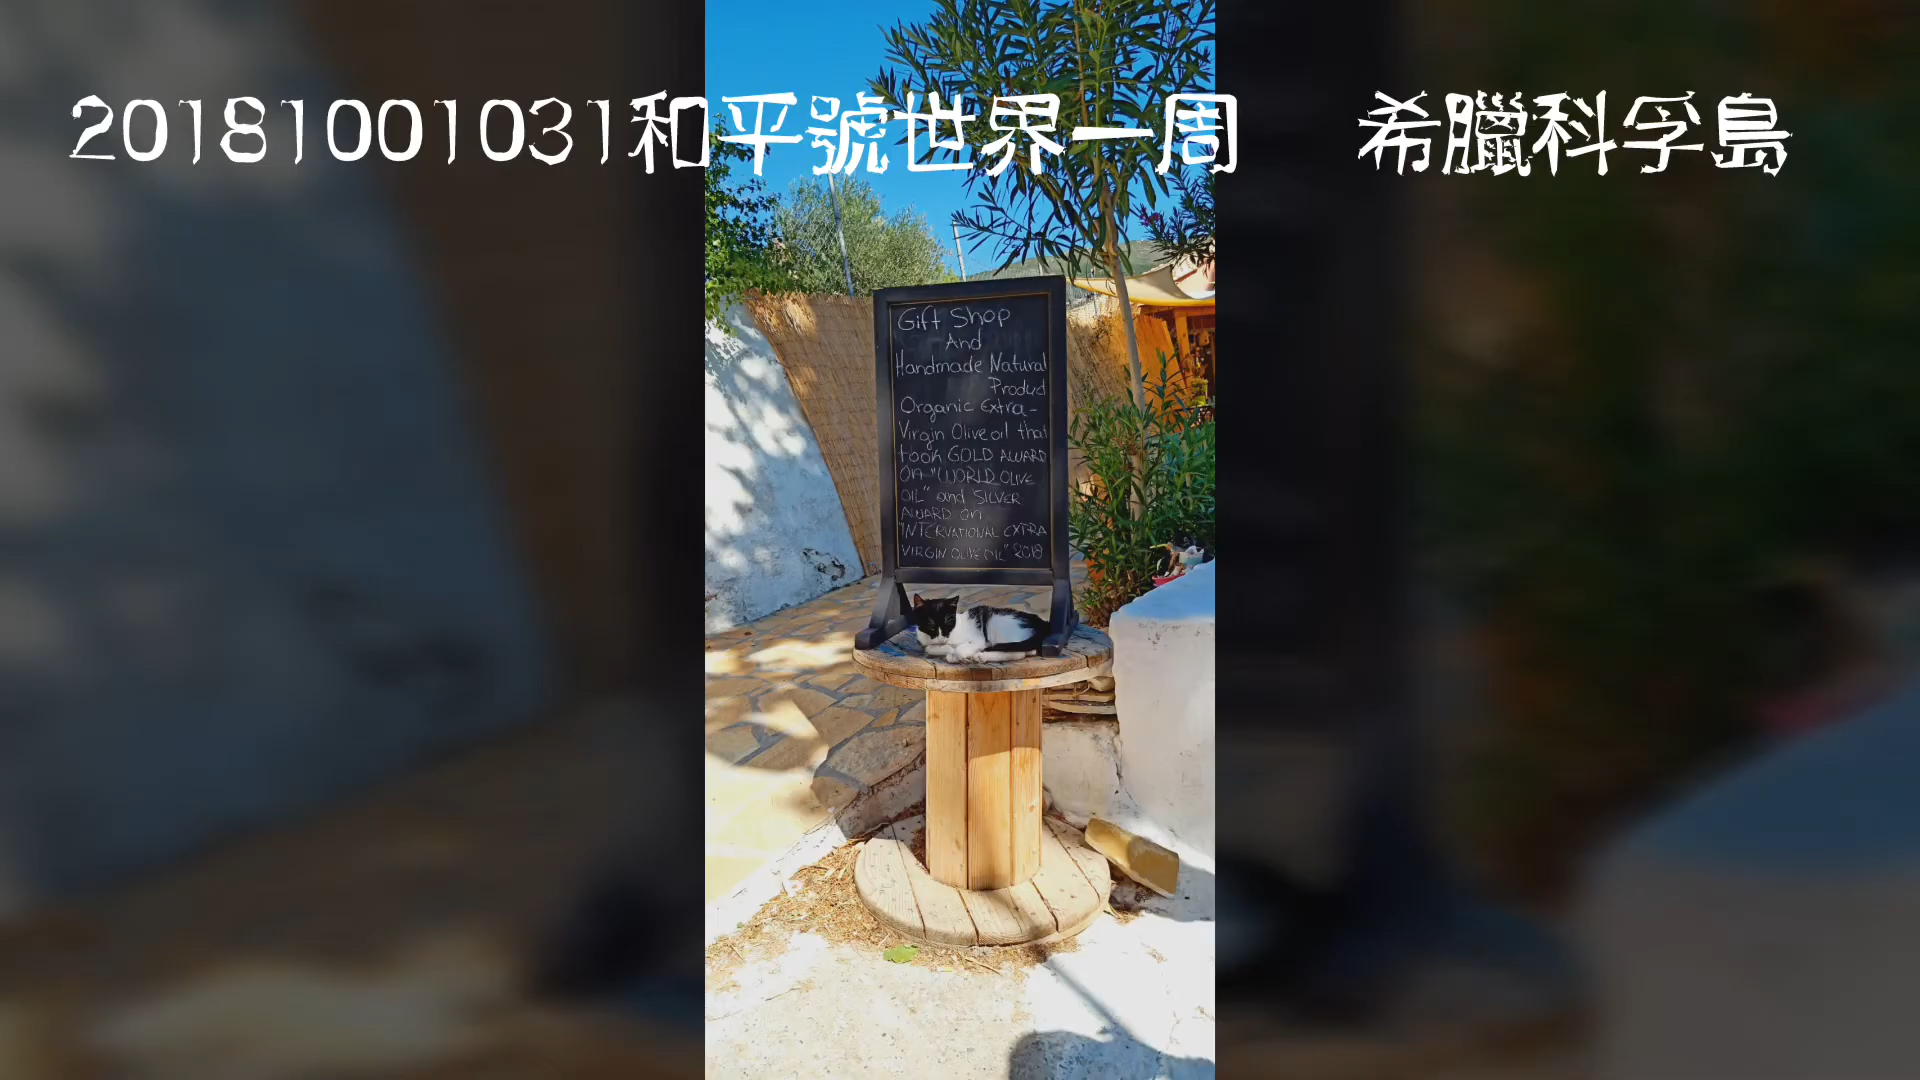 20181001031和平號世界一周 希臘科孚島
Gift Shop
And
Handmade Natural
Product
Organic Extra-
Virgin Olive oil that
took GOLD AWARD
On "WORLD OLIVE
OIL" and SILVER
AWARD on
"INTERNATIONAL EXTRA
VIRGIN OLIVE OIL" 2018